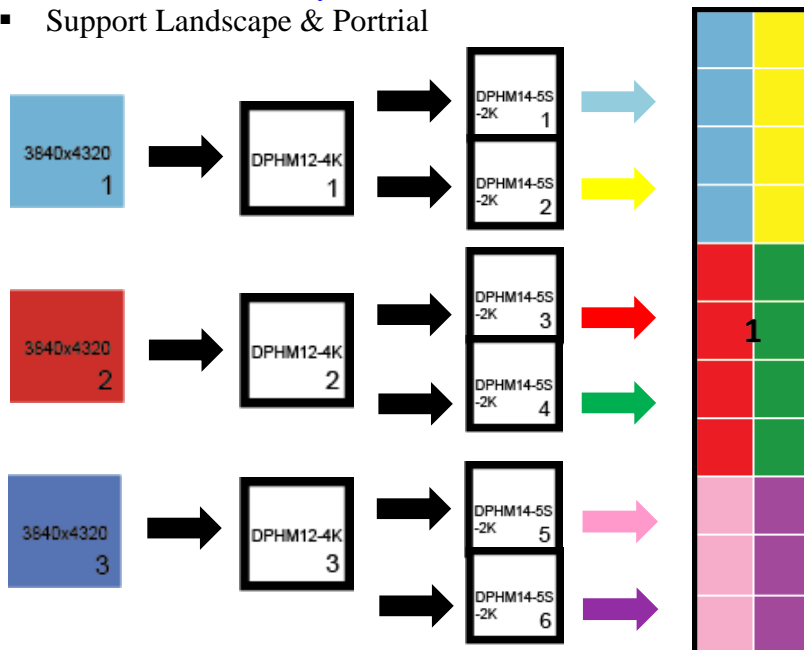 ▪ Support Landscape & Portrial
3840x4320
1
DPHM12-4K
1
DPHM14-5S
-2K 1
DPHM14-5S
-2K 2
3840x4320
2
DPHM12-4K
2
DPHM14-5S
-2K 3
DPHM14-5S
-2K 4
1
3840x4320
3
DPHM12-4K
3
DPHM14-5S
-2K 5
DPHM14-5S
-2K 6